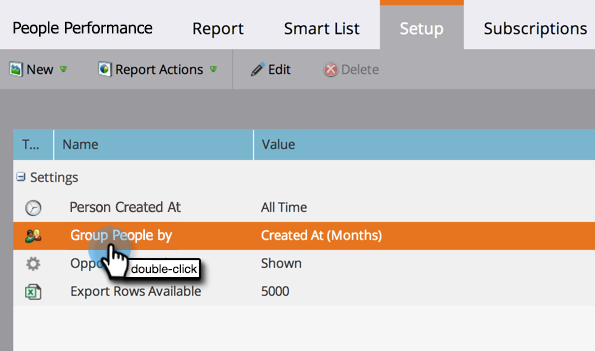 People Performance Report Smart List Setup Subscriptions
New Report Actions Edit Delete
T... Name Value
Settings
Person Created At All Time
Group People by Created At (Months)
Oppo Shown
double-click
Export Rows Available 5000